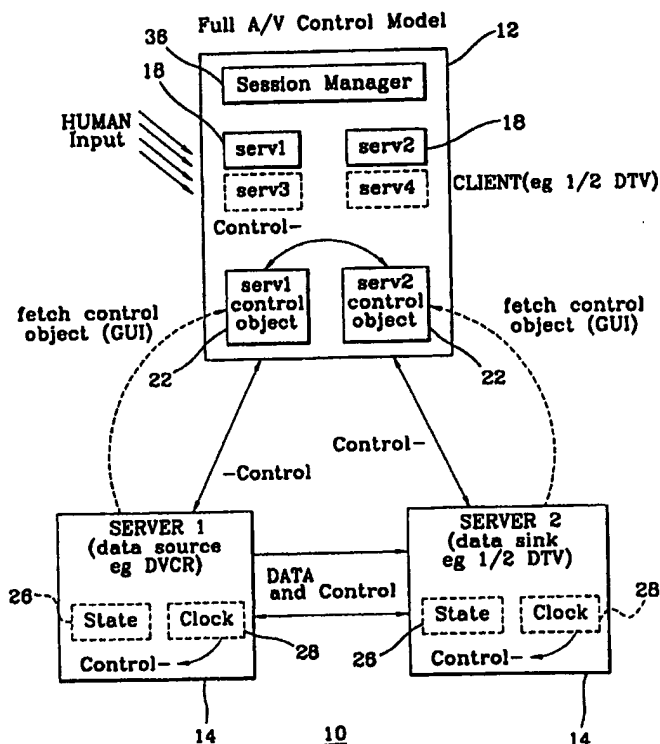 Full A/V Control Model
36
12
Session Manager
18
18
HUMAN
Input
serv1
serv2
serv3
serv4
CLIENT(eg 1/2 DTV)
Control-
serv1
control
object
serv2
control
object
fetch control
object (GUI)
fetch control
object (GUI)
22
22
Control-
-Control
SERVER 1
(data source
eg DVCR)
SERVER 2
(data sink
eg 1/2 DTV)
DATA
and Control
26
State
Clock
28
Control-
26
State
Clock
28
Control-
14
10
14